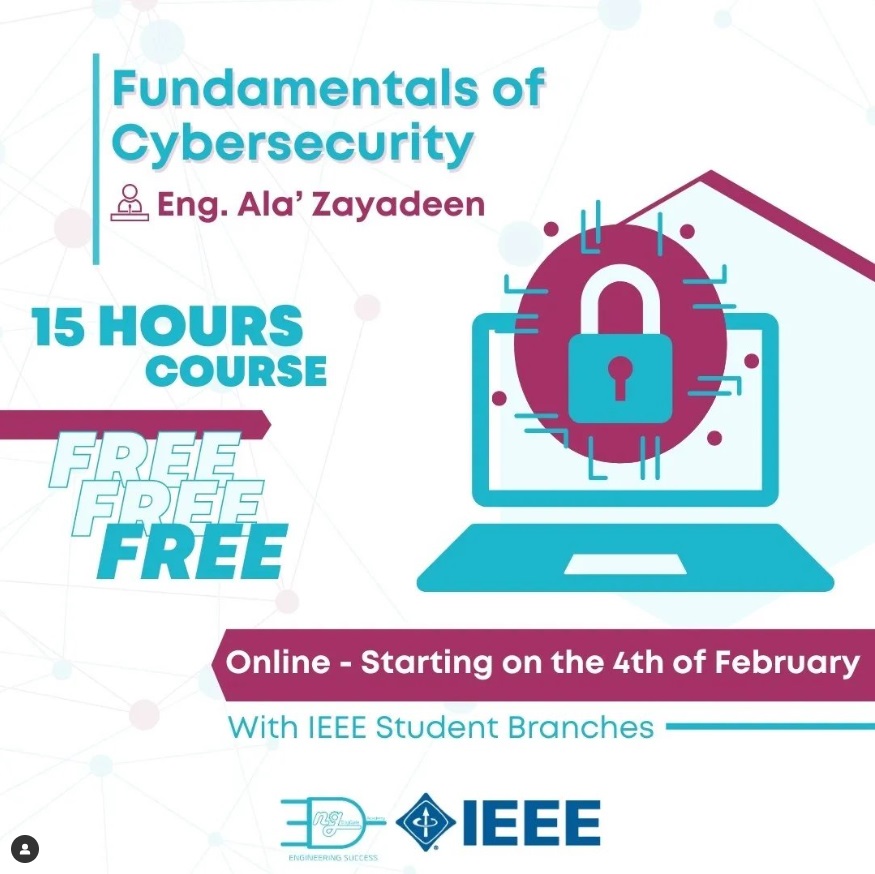 Fundamentals of
Cybersecurity
Eng. Ala’ Zayadeen
15 HOURS
COURSE
FREE
FREE
FREE
Online - Starting on the 4th of February
With IEEE Student Branches
ng
IEEE
ENGINEERING SUCCESS